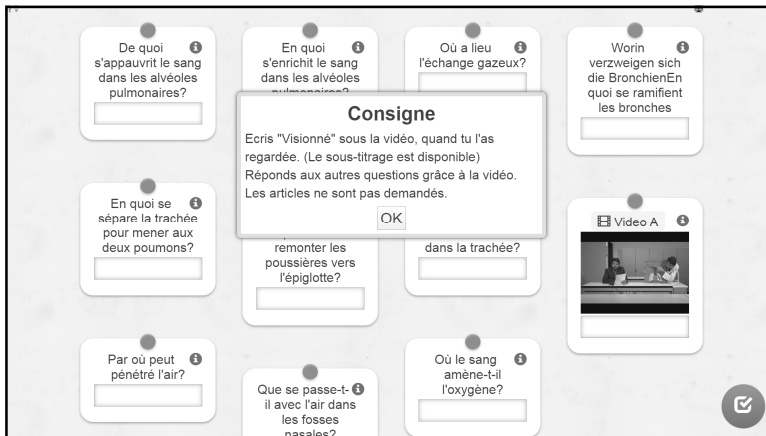 De quoi
s'appauvrit le sang
dans les alvéoles
pulmonaires?
En quoi
s'enrichit le sang
dans les alvéoles
pulmonaires?
Où a lieu
l'échange gazeux?
Worin
verzweigen sich
die BronchienEn
quoi se ramifient
les bronches
Consigne
Ecris "Visionné" sous la vidéo, quand tu l'as
regardée. (Le sous-titrage est disponible)
Réponds aux autres questions grâce à la vidéo.
Les articles ne sont pas demandés.
OK
En quoi se
sépare la trachée
pour mener aux
deux poumons?
remonter les
poussières vers
l'épiglotte?
dans la trachée?
Video A
Par où peut
pénétré l'air?
Que se passe-t-
il avec l'air dans
les fosses
nasales?
Où le sang
amène-t-il
l'oxygène?